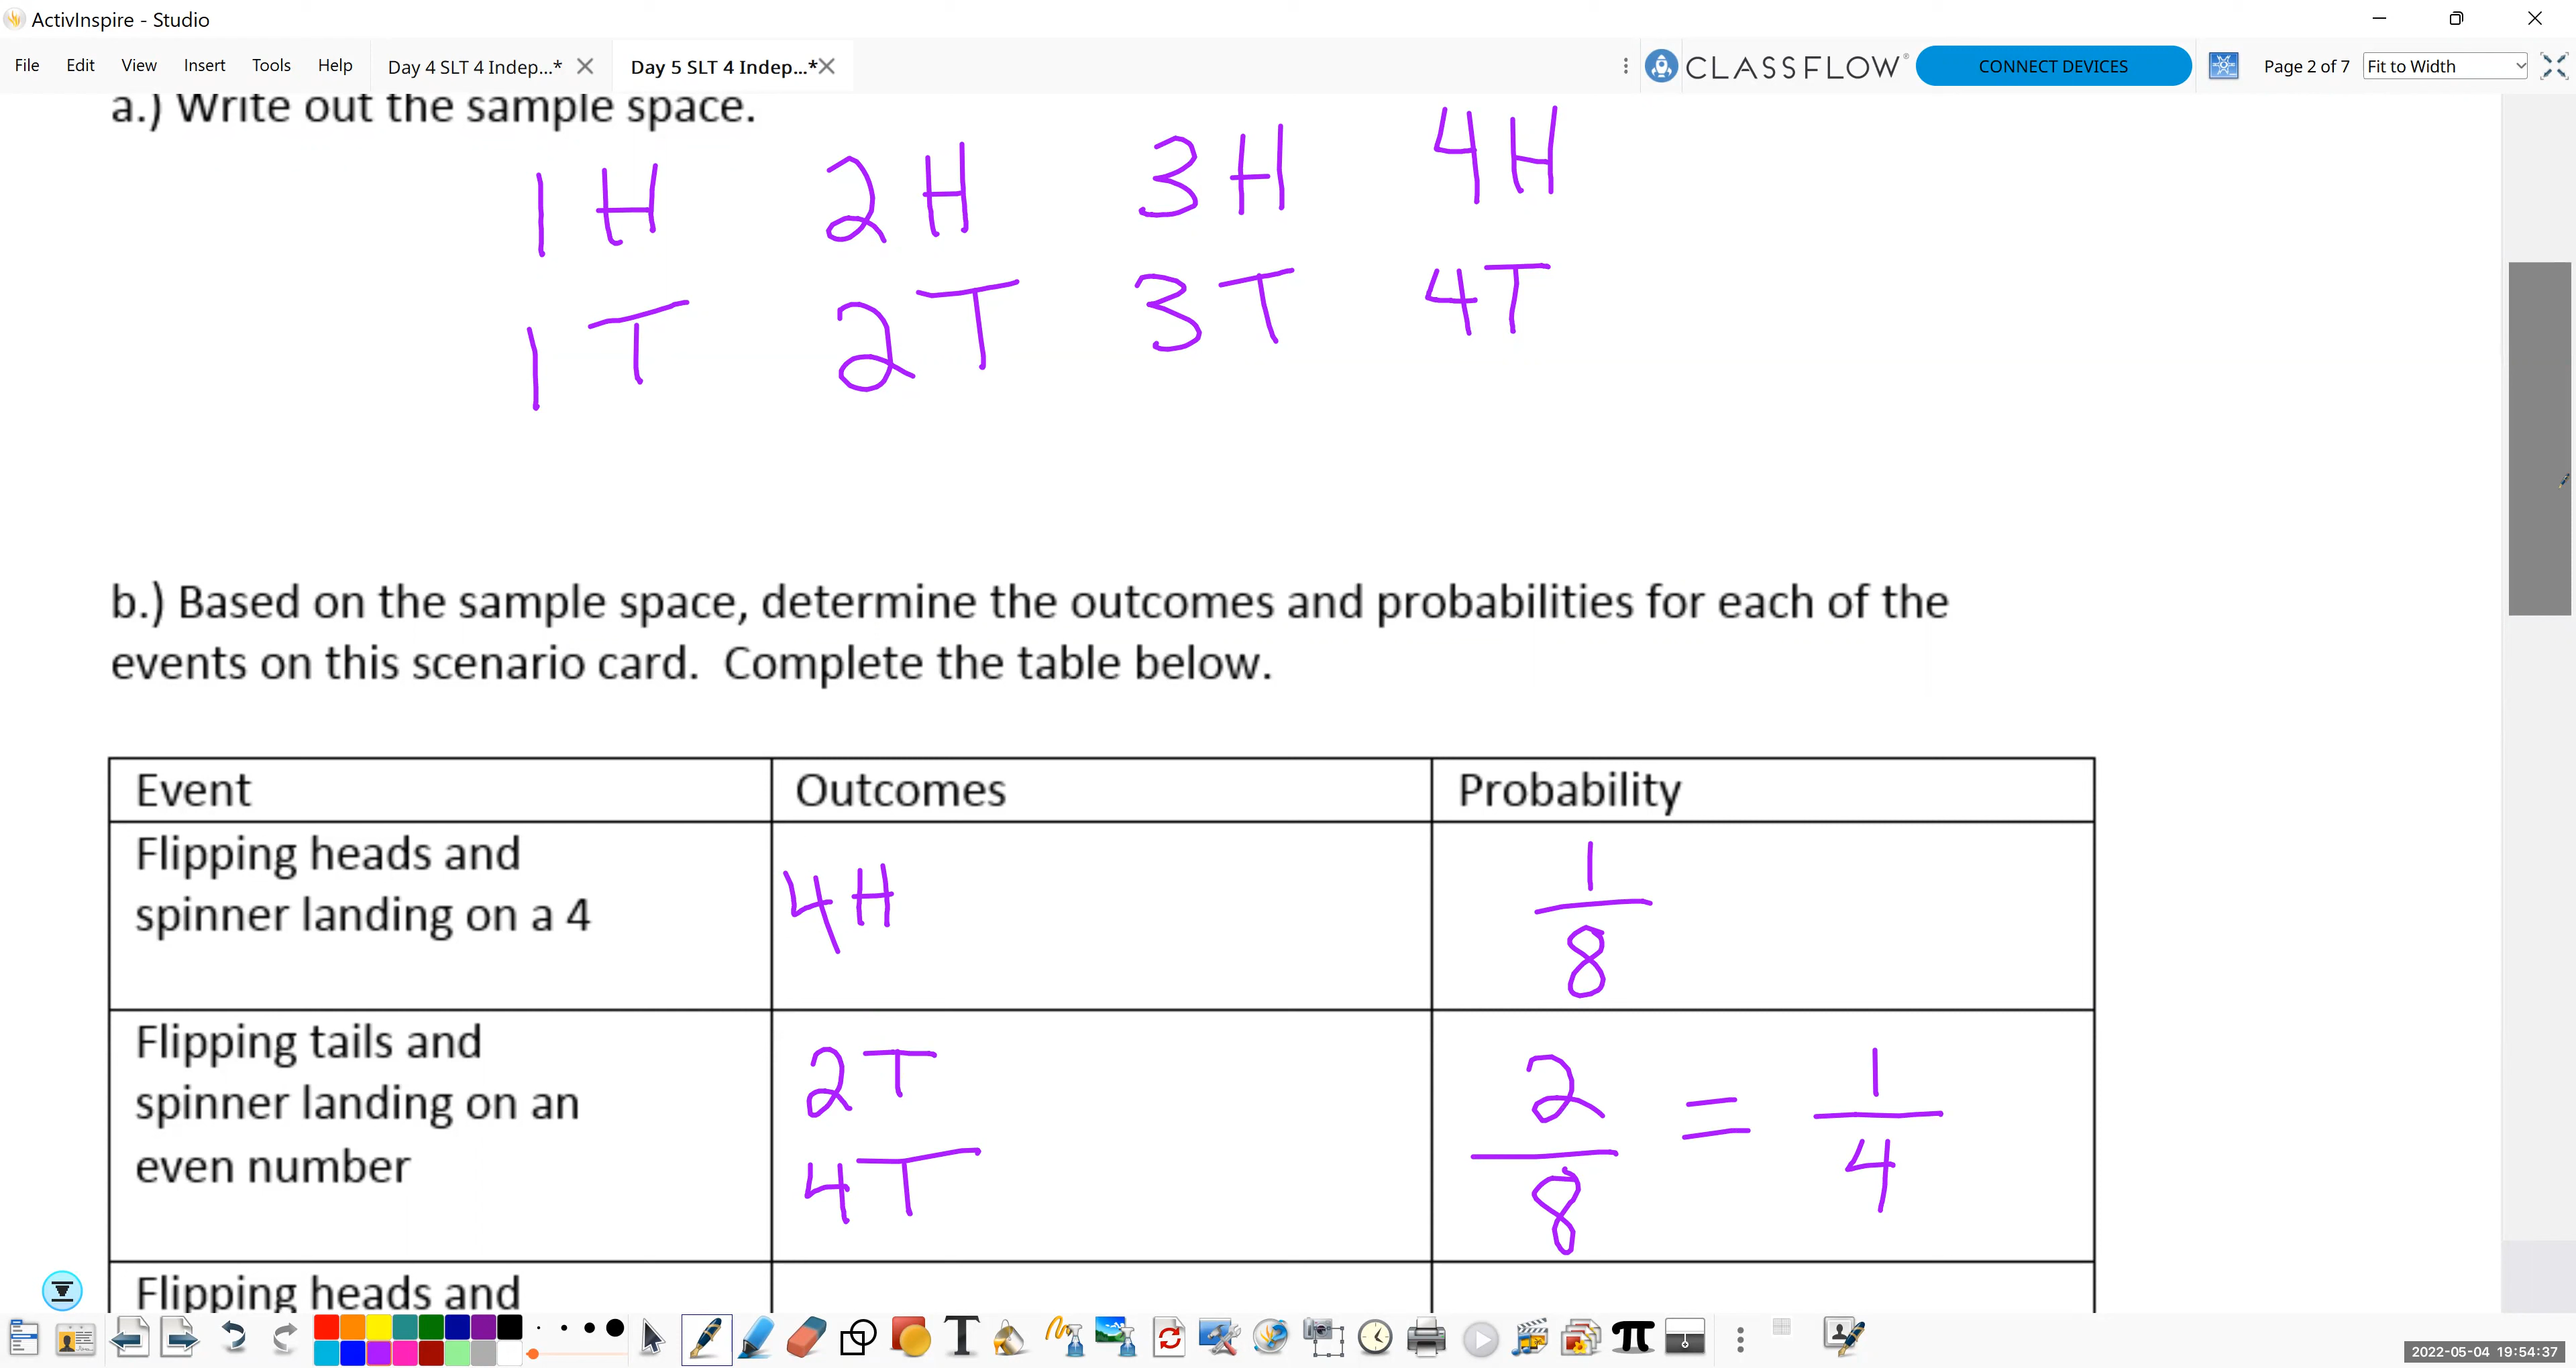 ActivInspire - Studio
File Edit View Insert Tools Help Day 4 SLT 4 Indep...* Day 5 SLT 4 Indep...* CLASSFLOW CONNECT DEVICES Page 2 of 7 Fit to Width
a.) Write out the sample space.
1H 2H 3H 4H
1T 2T 3T 4T
b.) Based on the sample space, determine the outcomes and probabilities for each of the
events on this scenario card. Complete the table below.
Event Outcomes Probability
Flipping heads and
spinner landing on a 4
4H
1/8
Flipping tails and
spinner landing on an
even number
2T
4T
2/8 = 1/4
Flipping heads and
2022-05-04 19:54:37